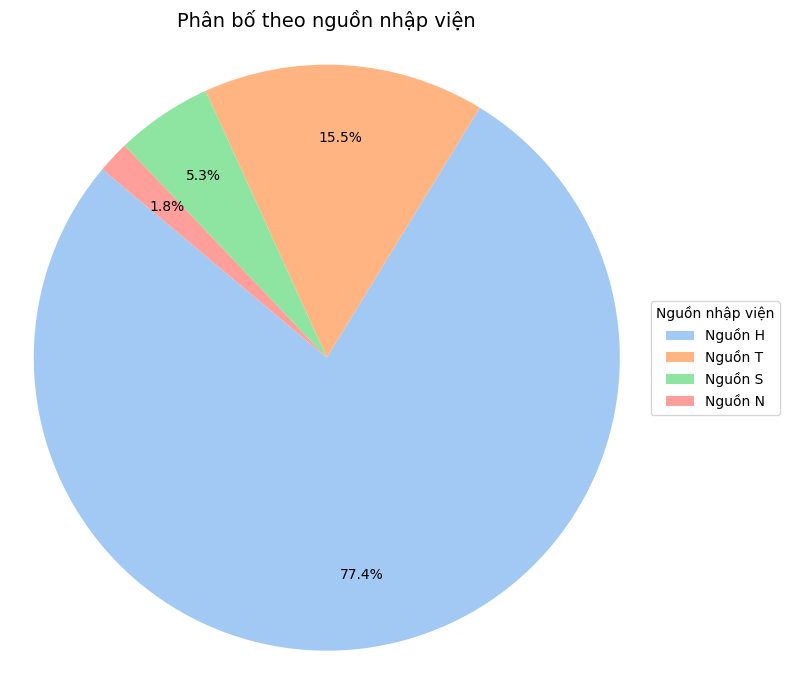 Phân bố theo nguồn nhập viện
15.5%
5.3%
1.8%
77.4%
Nguồn nhập viện
Nguồn H
Nguồn T
Nguồn S
Nguồn N